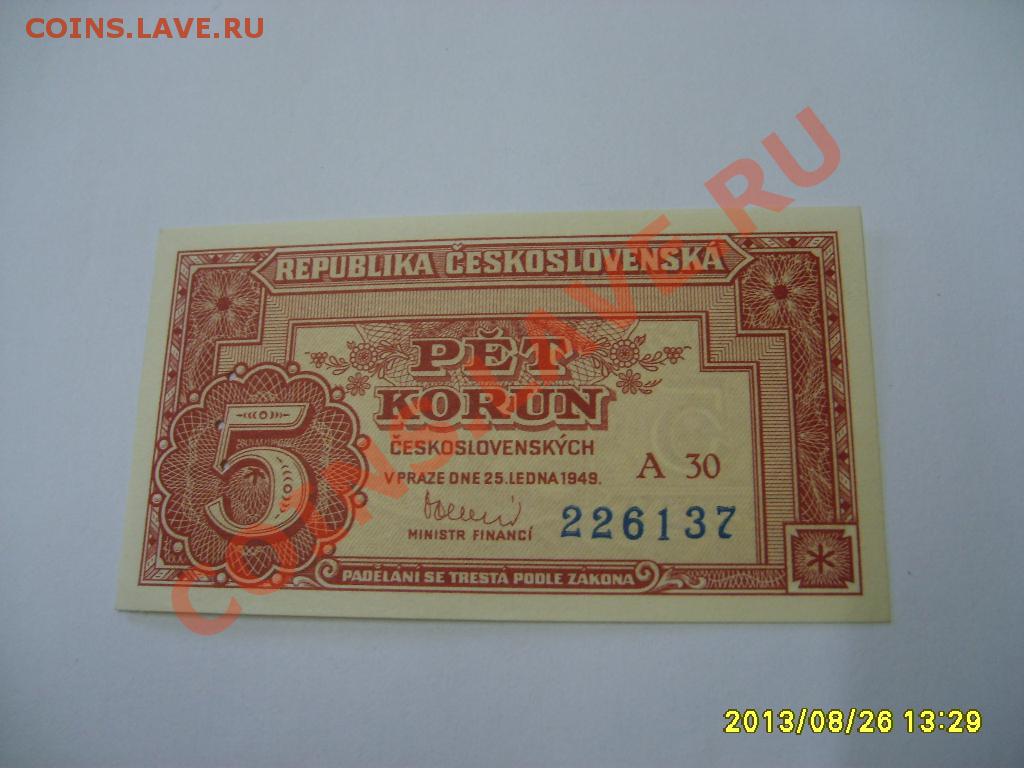 COINS.LAVE.RU
REPUBLIKA ČESKOSLOVENSKÁ
PĚT
KORUN
ČESKOSLOVENSKÝCH
V PRAZE DNE 25. LEDNA 1949.
A 30
5
226137
MINISTR FINANCÍ
PADĚLÁNÍ SE TRESTÁ PODLE ZÁKONA
COINS.LAVE.RU
2013/08/26 13:29